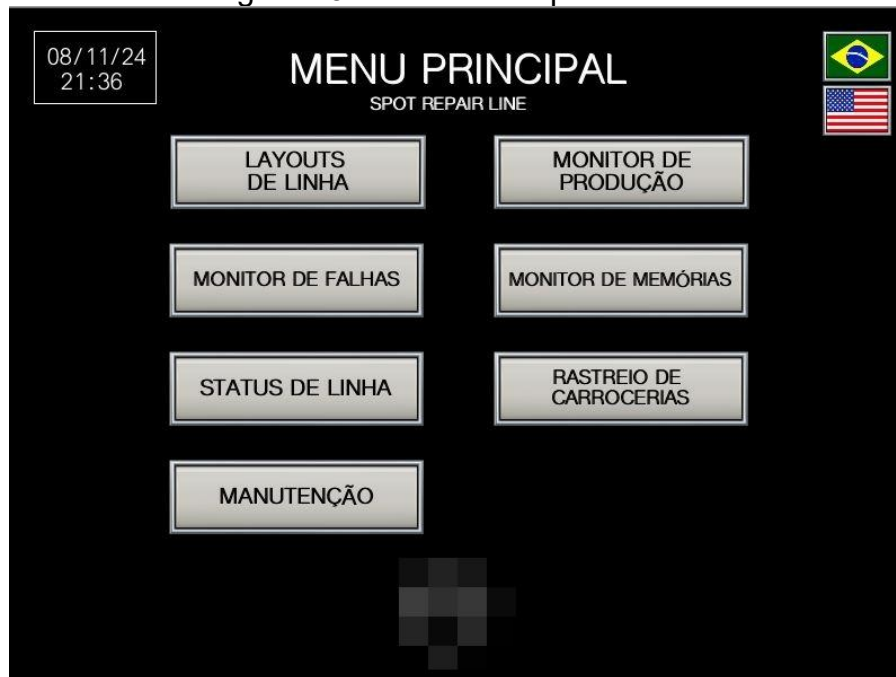 08/11/24
21:36
MENU PRINCIPAL
SPOT REPAIR LINE
LAYOUTS
DE LINHA
MONITOR DE
PRODUÇÃO
MONITOR DE FALHAS
MONITOR DE MEMÓRIAS
STATUS DE LINHA
RASTREIO DE
CARROCERIAS
MANUTENÇÃO